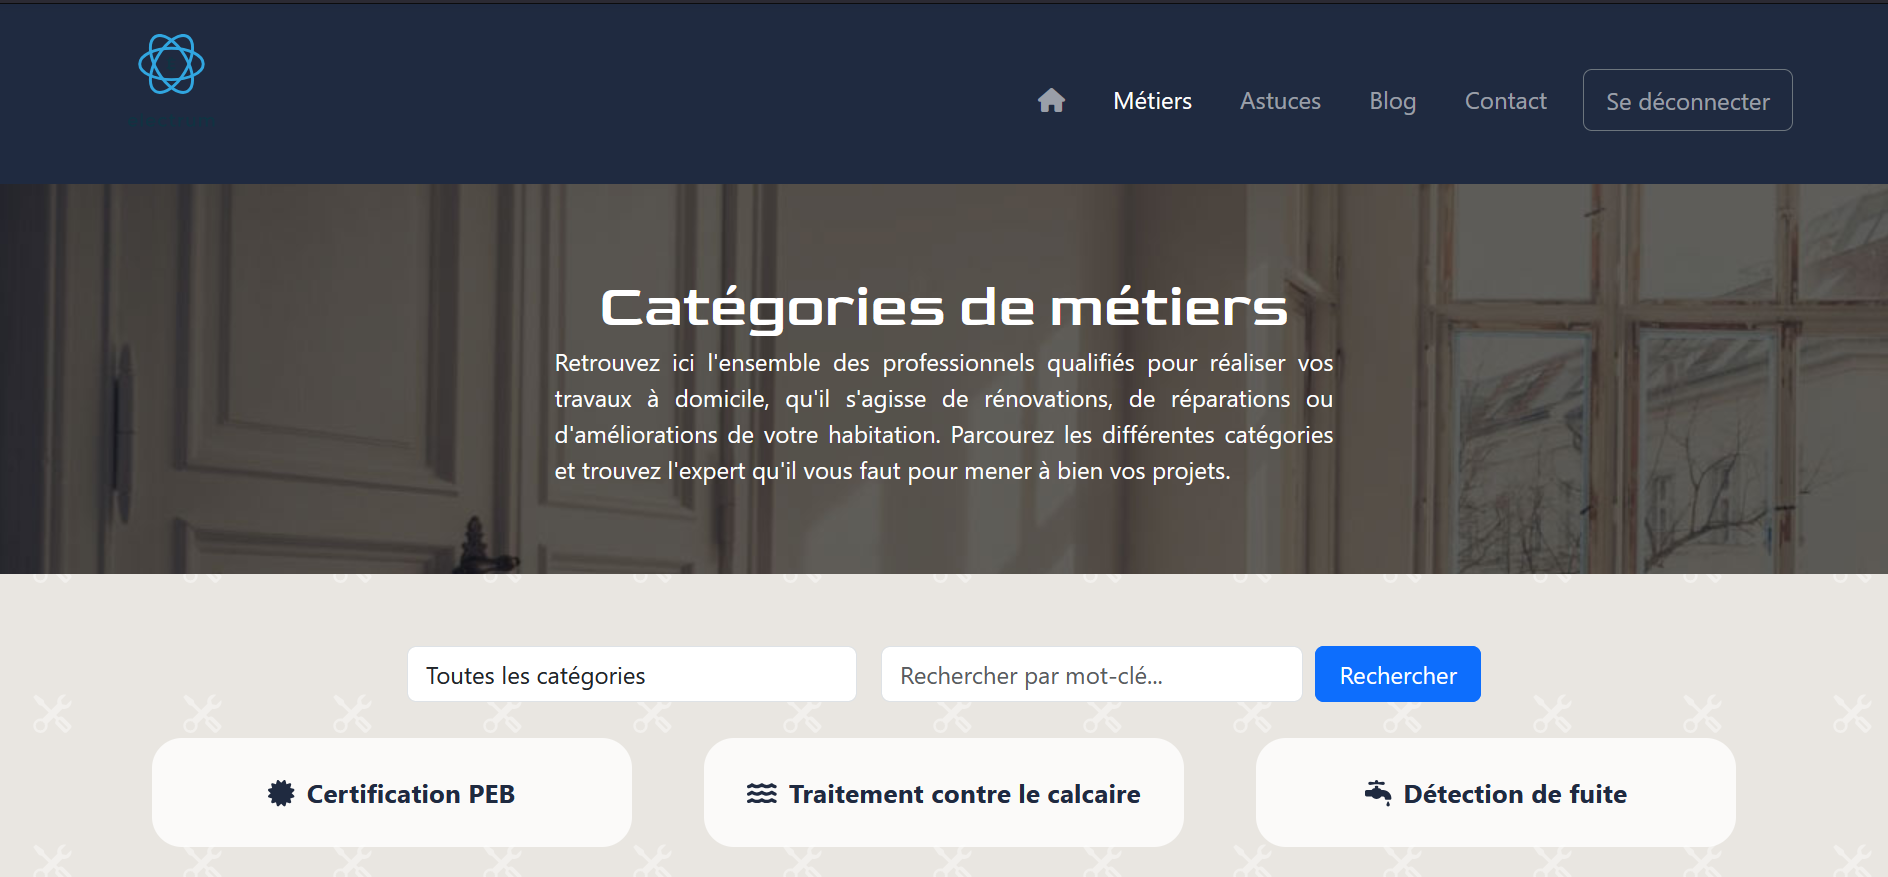 Métiers Astuces Blog Contact Se déconnecter
Catégories de métiers
Retrouvez ici l'ensemble des professionnels qualifiés pour réaliser vos
travaux à domicile, qu'il s'agisse de rénovations, de réparations ou
d'améliorations de votre habitation. Parcourez les différentes catégories
et trouvez l'expert qu'il vous faut pour mener à bien vos projets.
Toutes les catégories Rechercher par mot-clé... Rechercher
Certification PEB Traitement contre le calcaire Détection de fuite